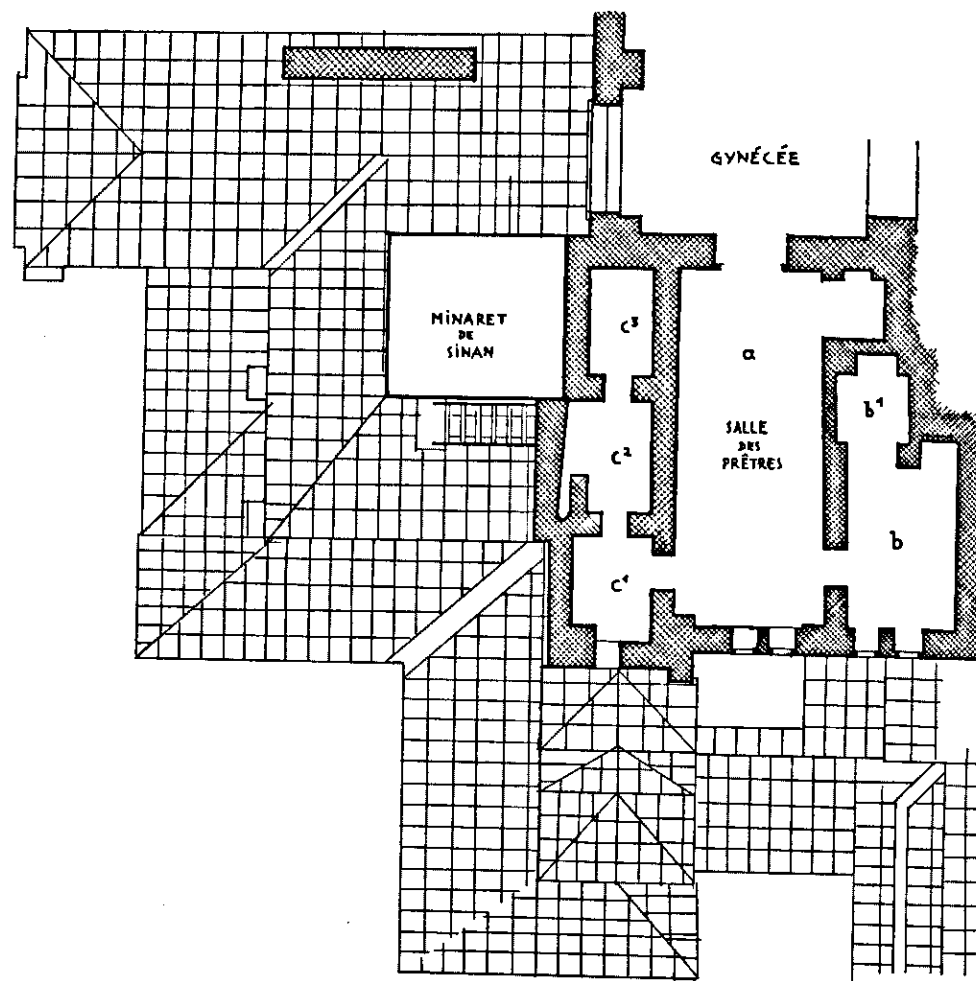 GYNÉCÉE
MINARET
DE
SINAN
C³
a
b¹
SALLE
DES
PRÊTRES
C²
b
C¹